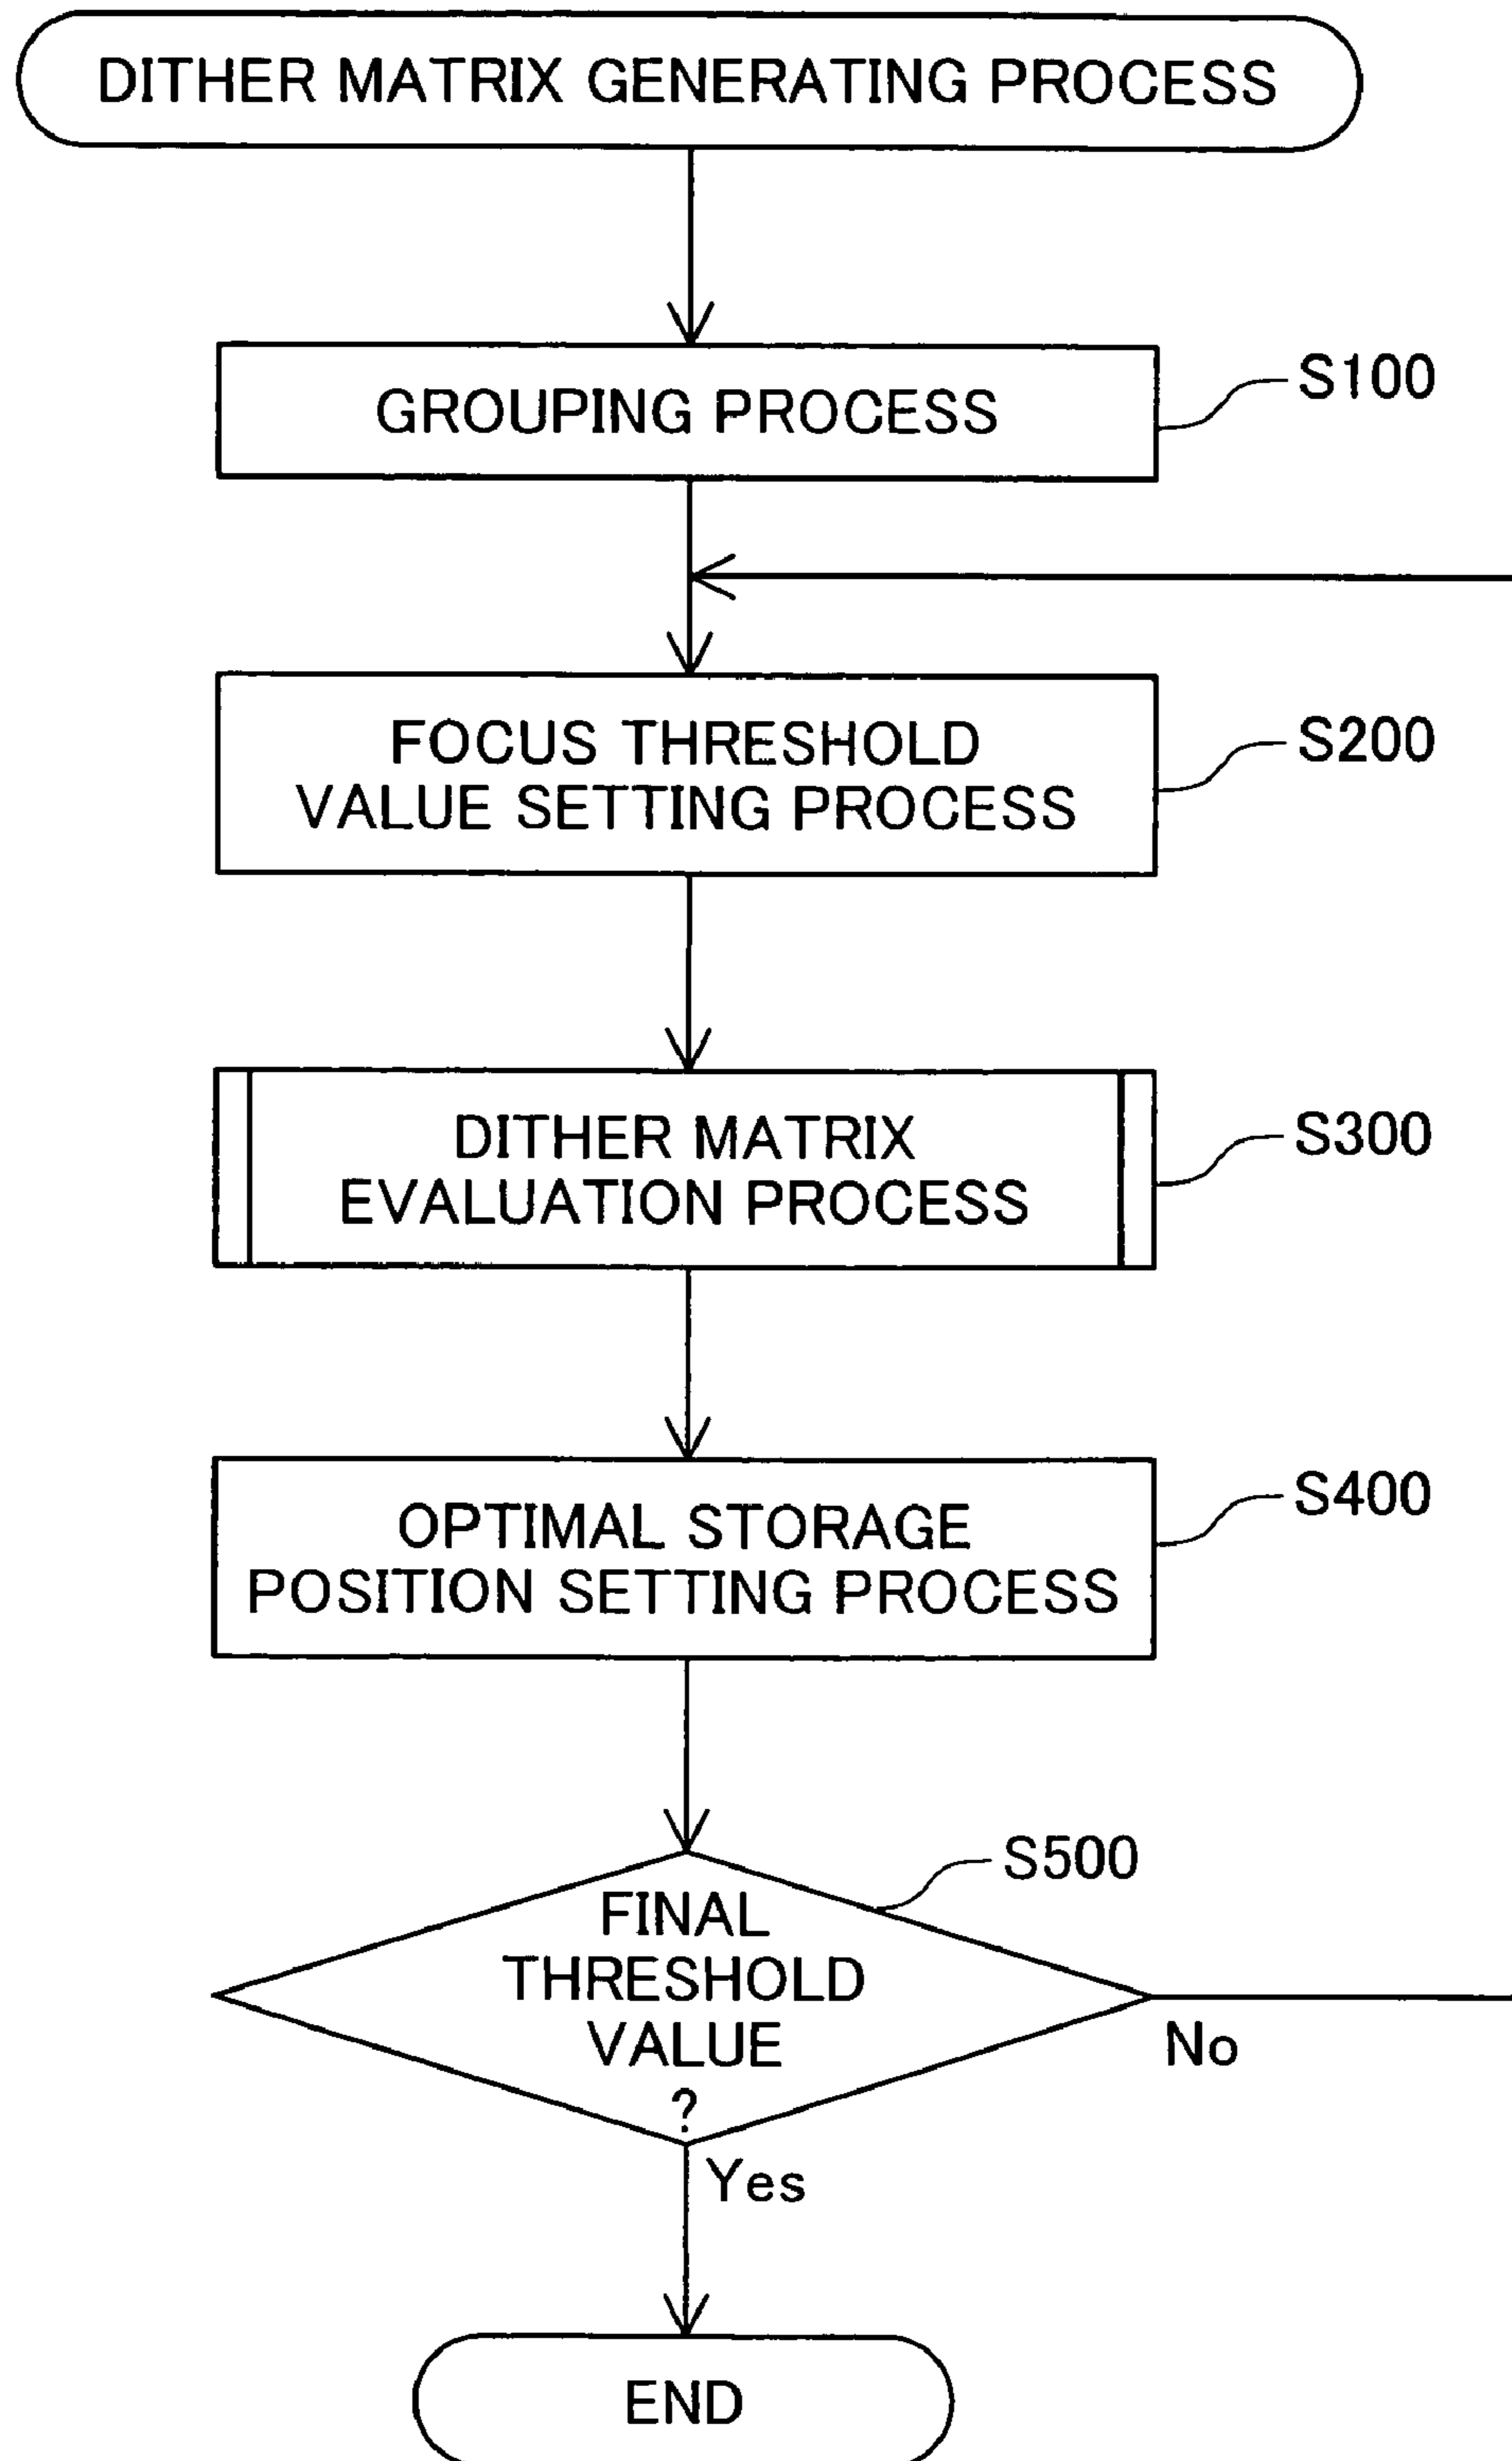 DITHER MATRIX GENERATING PROCESS
GROUPING PROCESS
S100
FOCUS THRESHOLD
VALUE SETTING PROCESS
S200
DITHER MATRIX
EVALUATION PROCESS
S300
OPTIMAL STORAGE
POSITION SETTING PROCESS
S400
S500
FINAL
THRESHOLD
VALUE
?
No
Yes
END